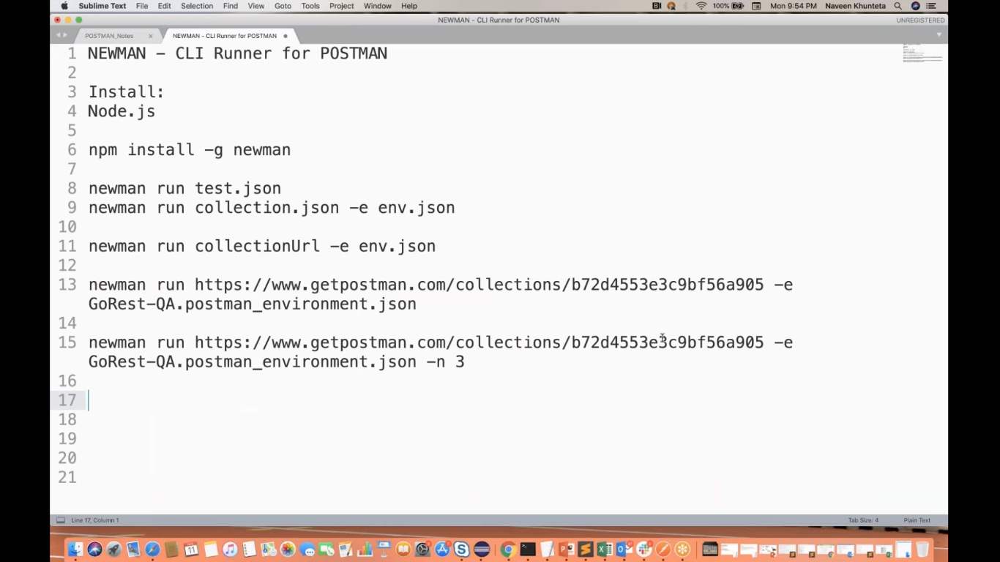 Sublime Text File Edit Selection Find View Goto Tools Project Window Help 100% Mon 9:54 PM Naveen Khunteta
NEWMAN - CLI Runner for POSTMAN UNREGISTERED
POSTMAN_Notes NEWMAN - CLI Runner for POSTMAN
1 NEWMAN - CLI Runner for POSTMAN
2
3 Install:
4 Node.js
5
6 npm install -g newman
7
8 newman run test.json
9 newman run collection.json -e env.json
10
11 newman run collectionUrl -e env.json
12
13 newman run https://www.getpostman.com/collections/b72d4553e3c9bf56a905 -e
GoRest-QA.postman_environment.json
14
15 newman run https://www.getpostman.com/collections/b72d4553e3c9bf56a905 -e
GoRest-QA.postman_environment.json -n 3
16
17
18
19
20
21
Line 17, Column 1 Tab Size: 4 Plain Text